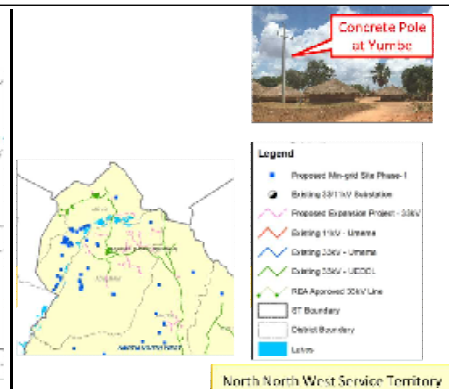 Concrete Pole
at Yumbe
Legend
Proposed Min-grid Site Phase-1
Existing 33/11kV Substation
Proposed Expansion Project - 33kV
Existing 11kV - Umeme
Existing 33kV - Umeme
Existing 33kV - UEDCL
REA Approved 33kV Line
ST Boundary
District Boundary
Lakes
North North West Service Territory